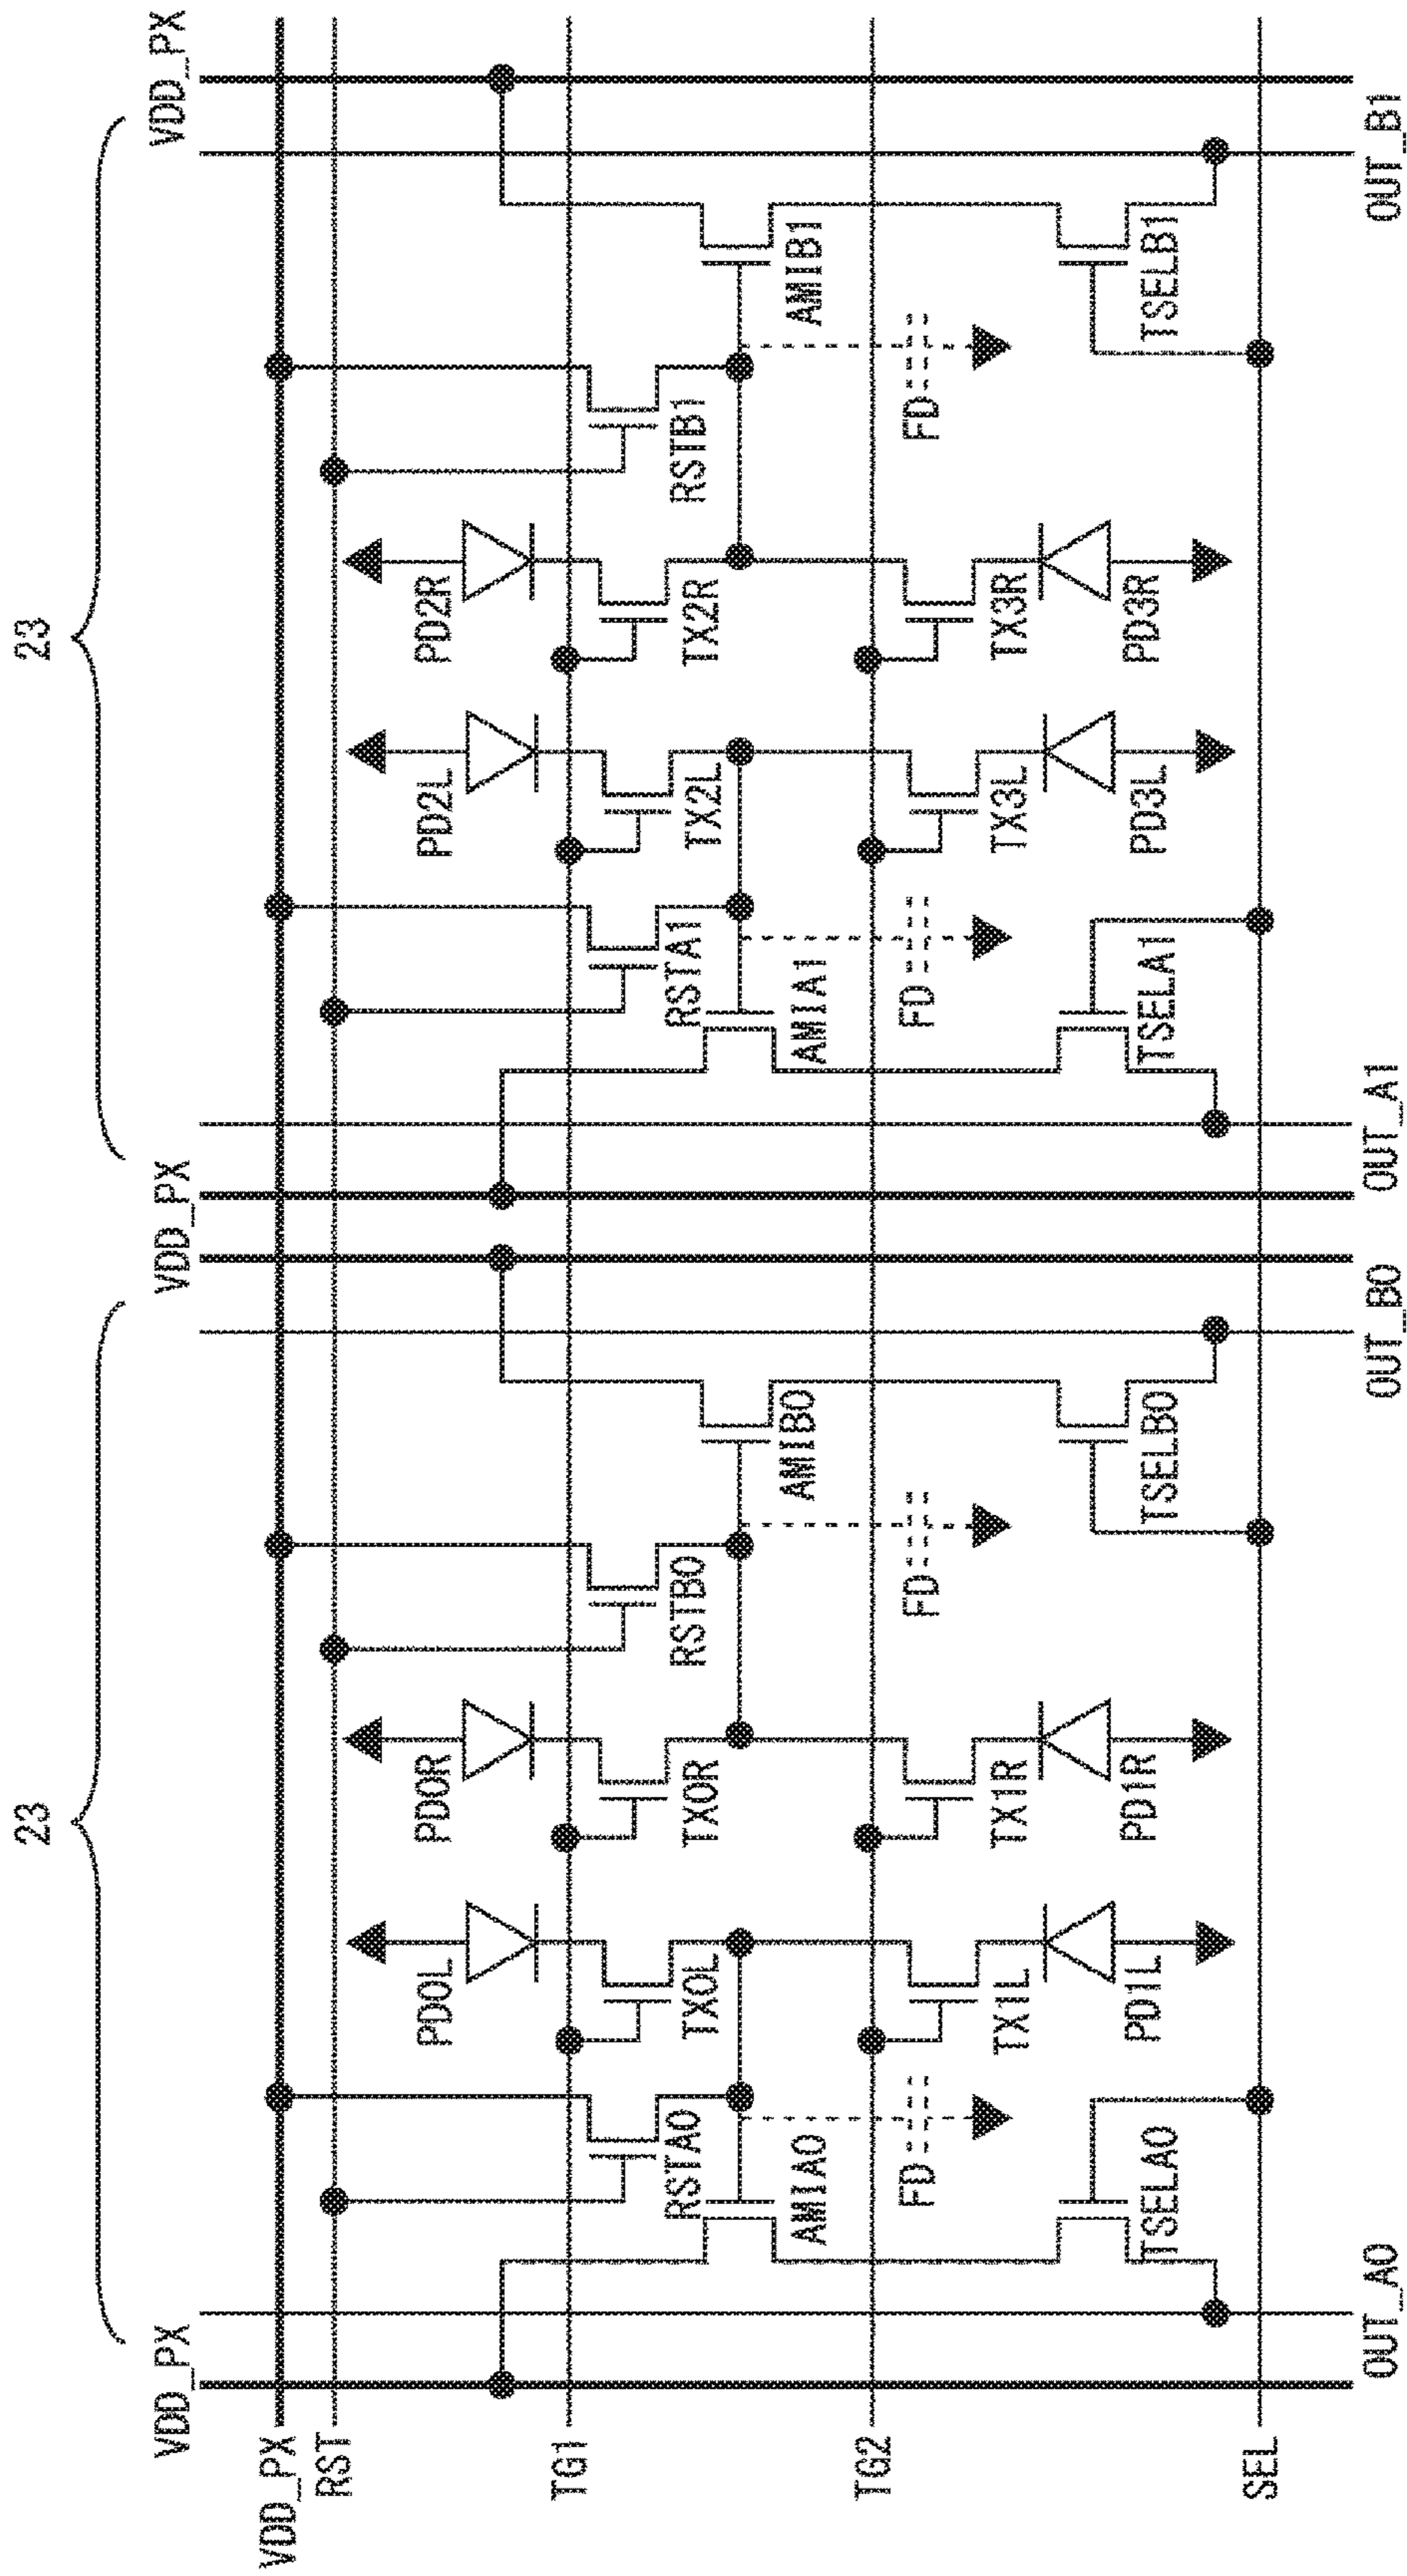 23
23
VDD_PX
VDD_PX
VDD_PX
VDD_PX
RST
PD0L
PD0R
PD2L
PD2R
TG1
RSTA0
TX0L
TX0R
RSTB0
RSTA1
TX2L
TX2R
RSTB1
AMIA0
AMIB0
AMIA1
AMIB1
TG2
FD
FD
FD
FD
TX1L
TX1R
TX3L
TX3R
PD1L
PD1R
PD3L
PD3R
TSELA0
TSELB0
TSELA1
TSELB1
SEL
OUT_A0
OUT_B0
OUT_A1
OUT_B1